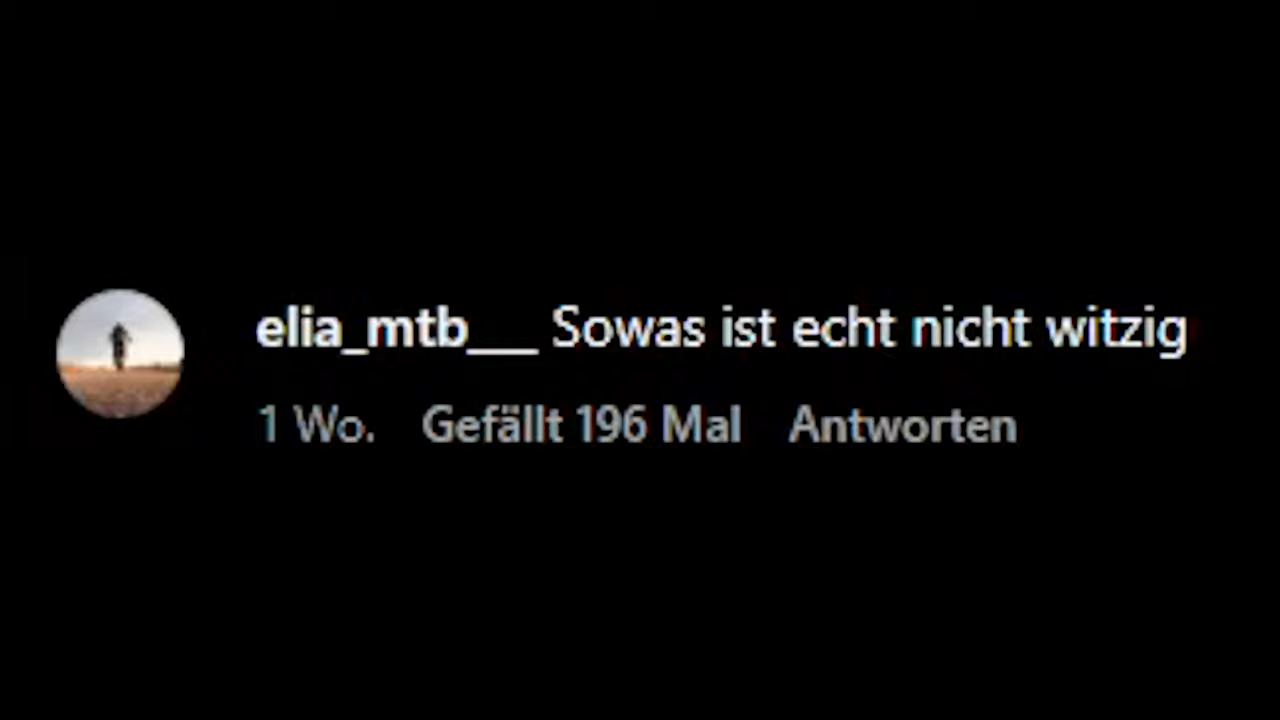 elia_mtb___ Sowas ist echt nicht witzig
1 Wo. Gefällt 196 Mal Antworten